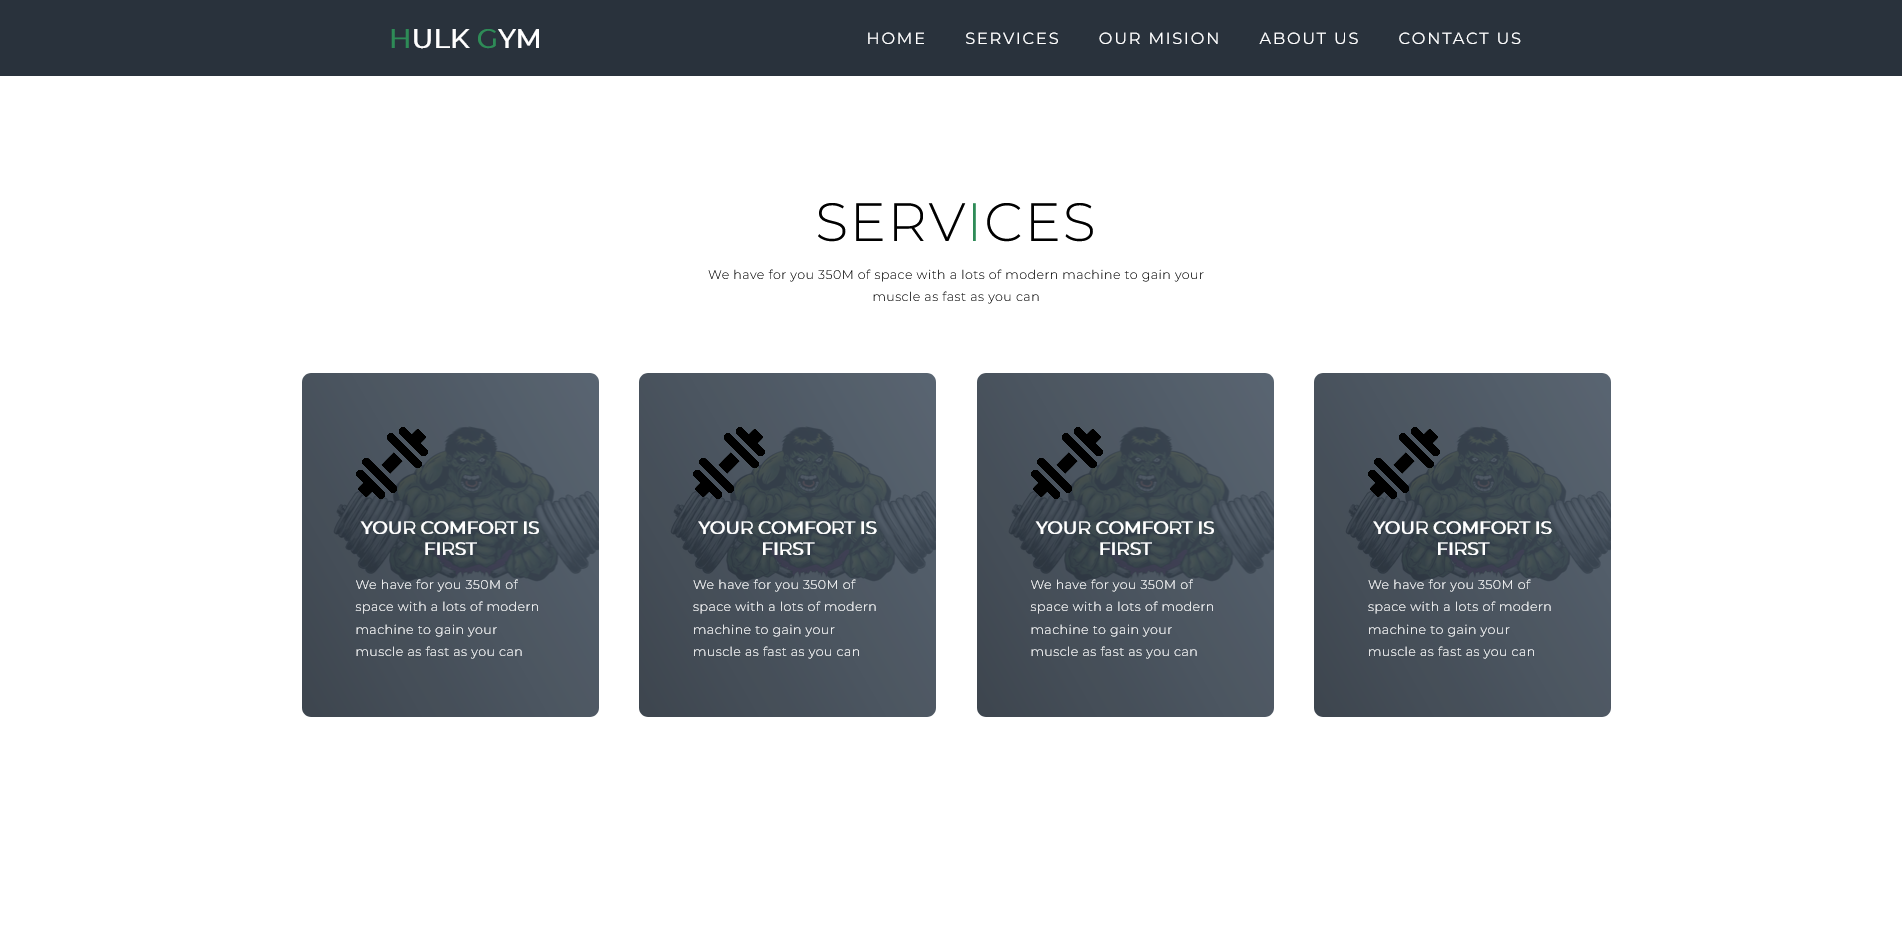 HULK GYM
HOME SERVICES OUR MISION ABOUT US CONTACT US
SERVICES
We have for you 350M of space with a lots of modern machine to gain your
muscle as fast as you can
YOUR COMFORT IS
FIRST
We have for you 350M of
space with a lots of modern
machine to gain your
muscle as fast as you can
YOUR COMFORT IS
FIRST
We have for you 350M of
space with a lots of modern
machine to gain your
muscle as fast as you can
YOUR COMFORT IS
FIRST
We have for you 350M of
space with a lots of modern
machine to gain your
muscle as fast as you can
YOUR COMFORT IS
FIRST
We have for you 350M of
space with a lots of modern
machine to gain your
muscle as fast as you can